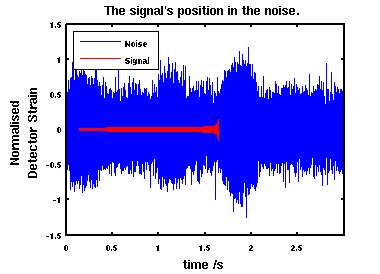 The signal's position in the noise.
1.5
Noise
Signal
1
0.5
0
-0.5
-1
-1.5
Normalised
Detector Strain
0 0.5 1 1.5 2 2.5
time /s